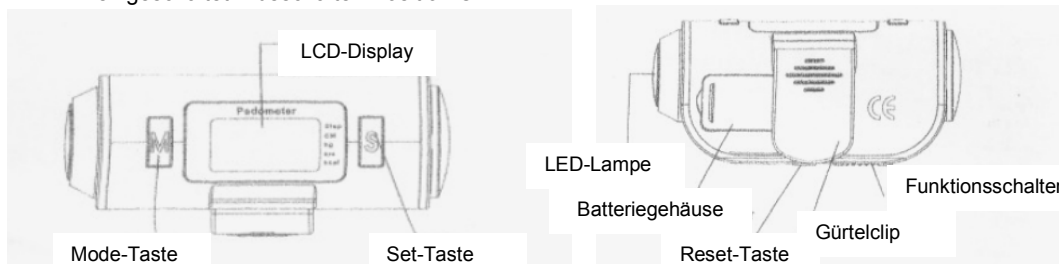 LCD-Display
Pedometer
Step
M
S
CM
kg
km
kcal
Mode-Taste
Set-Taste
CE
LED-Lampe
Batteriegehäuse
Funktionsschalter
Gürtelclip
Reset-Taste